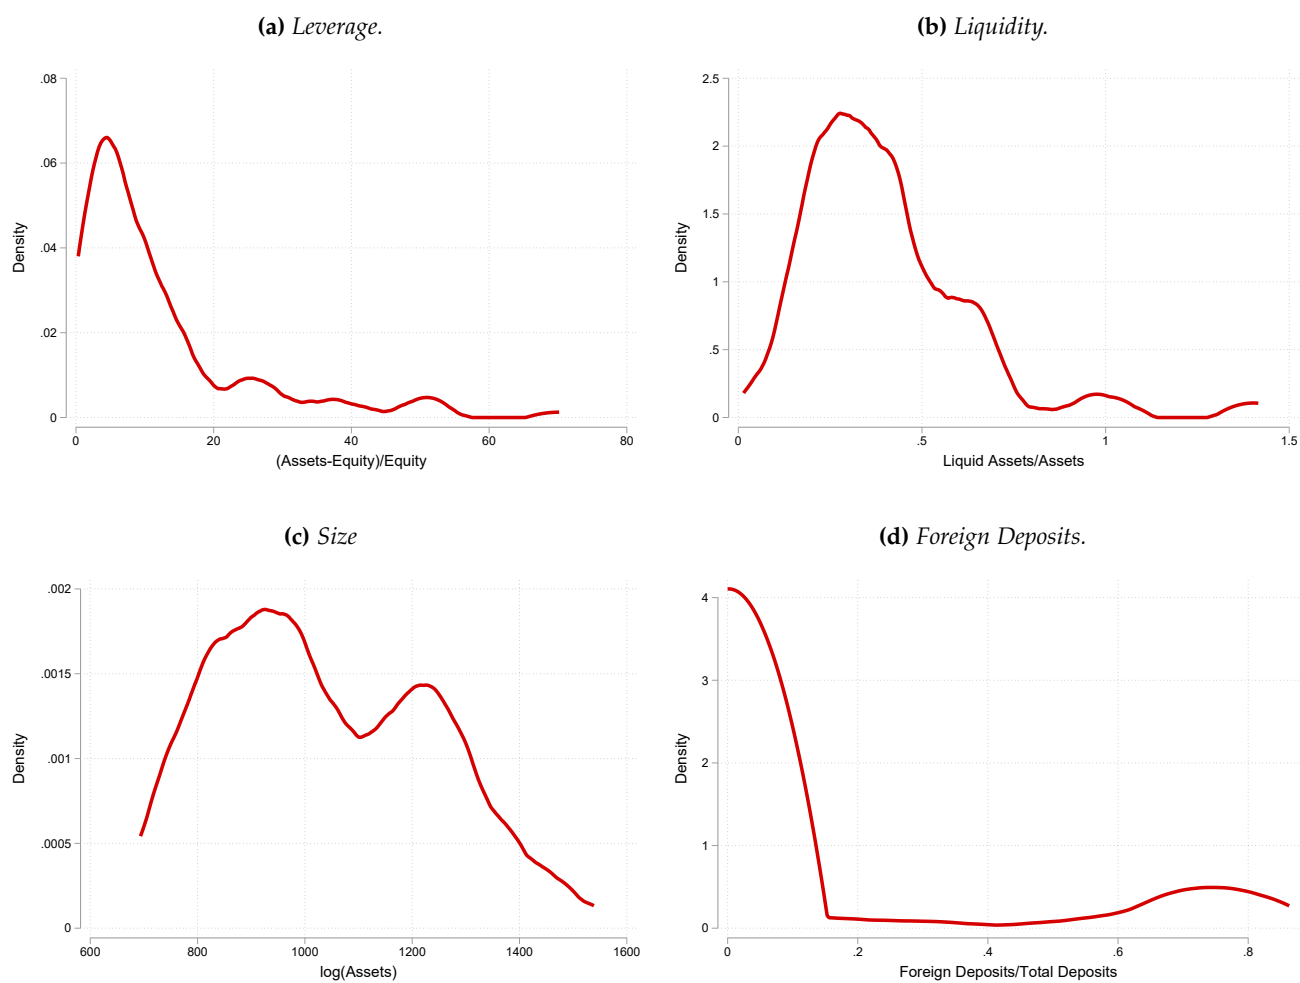 (a) Leverage.
.08
.06
.04
.02
0
Density
0 20 40 60 80
(Assets-Equity)/Equity
(b) Liquidity.
2.5
2
1.5
1
.5
0
Density
0 .5 1 1.5
Liquid Assets/Assets
(c) Size
.002
.0015
.001
.0005
0
Density
600 800 1000 1200 1400 1600
log(Assets)
(d) Foreign Deposits.
4
3
2
1
0
Density
0 .2 .4 .6 .8
Foreign Deposits/Total Deposits